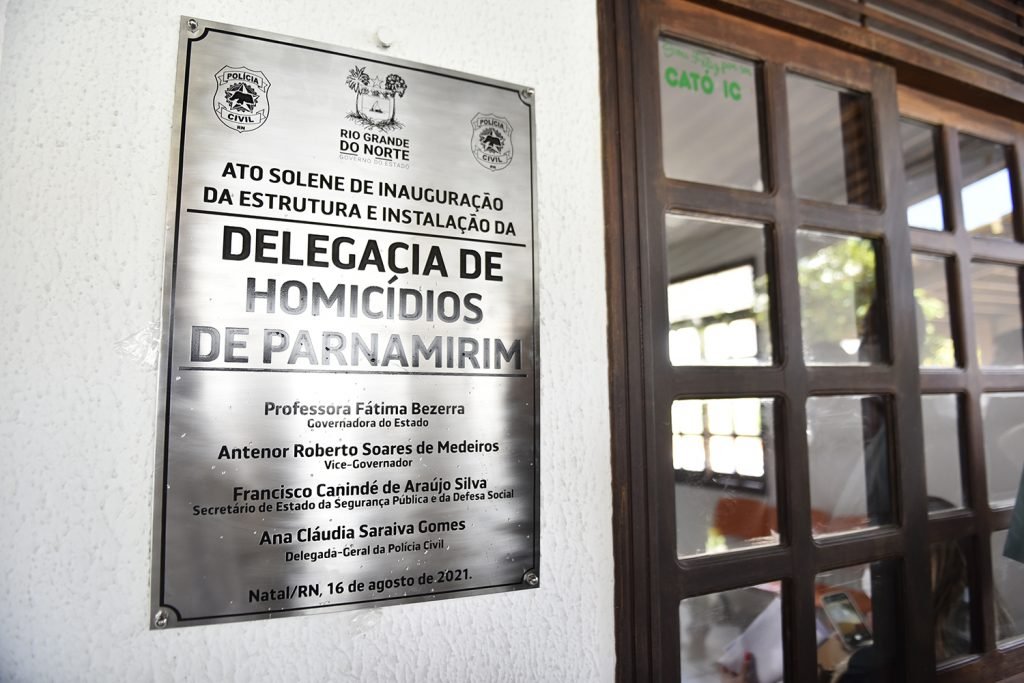 POLÍCIA
CIVIL
RN
RIO GRANDE
DO NORTE
GOVERNO DO ESTADO
POLÍCIA
CIVIL
RN
ATO SOLENE DE INAUGURAÇÃO
DA ESTRUTURA E INSTALAÇÃO DA
DELEGACIA DE
HOMICÍDIOS
DE PARNAMIRIM
Professora Fátima Bezerra
Governadora do Estado
Antenor Roberto Soares de Medeiros
Vice-Governador
Francisco Canindé de Araújo Silva
Secretário de Estado da Segurança Pública e da Defesa Social
Ana Cláudia Saraiva Gomes
Delegada-Geral da Polícia Civil
Natal/RN, 16 de agosto de 2021.
CATÓ IC